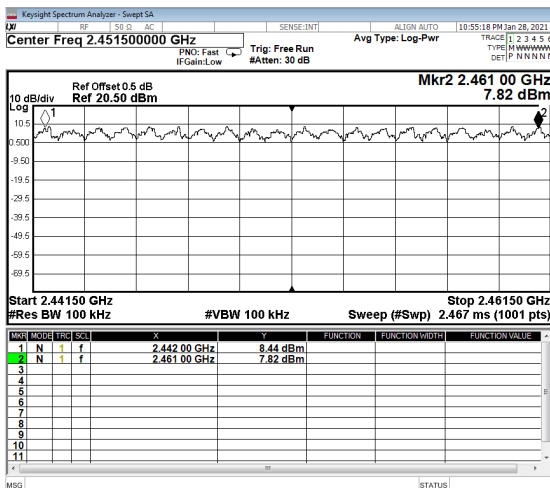 Keysight Spectrum Analyzer - Swept SA
LXI RF 50 Ω AC SENSE:INT ALIGN AUTO 10:55:18 PM Jan 28, 2021
Center Freq 2.451500000 GHz Avg Type: Log-Pwr TRACE 1 2 3 4 5 6
PNO: Fast Trig: Free Run TYPE M WWWWW
IFGain:Low #Atten: 30 dB DET P NNNNN
Mkr2 2.461 00 GHz
Ref Offset 0.5 dB
10 dB/div Ref 20.50 dBm 7.82 dBm
Log
1 2
10.5
0.500
-9.50
-19.5
-29.5
-39.5
-49.5
-59.5
-69.5
Start 2.44150 GHz Stop 2.46150 GHz
#Res BW 100 kHz #VBW 100 kHz Sweep (#Swp) 2.467 ms (1001 pts)
MKR MODE TRC SCL X Y FUNCTION FUNCTION WIDTH FUNCTION VALUE
1 N 1 f 2.442 00 GHz 8.44 dBm
2 N 1 f 2.461 00 GHz 7.82 dBm
3
4
5
6
7
8
9
10
11
MSG STATUS